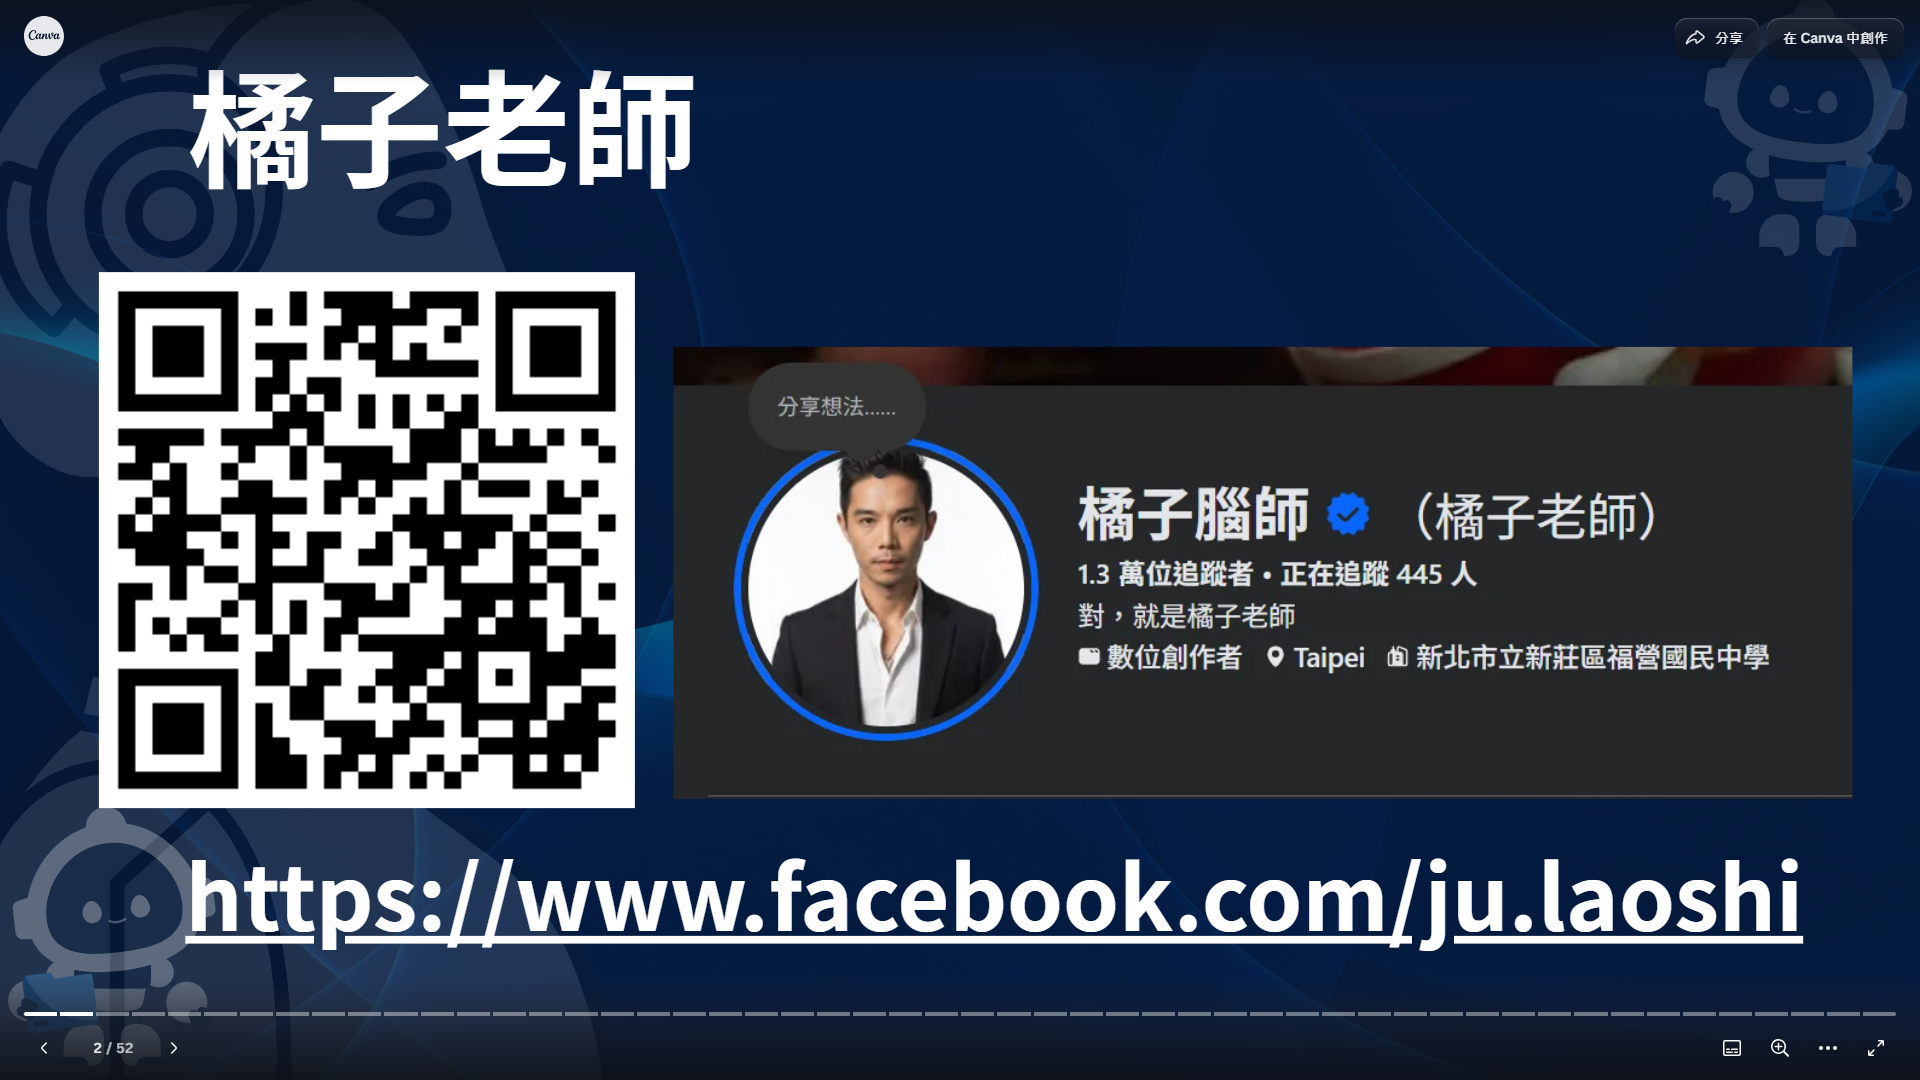 Canva
分享
在 Canva 中創作
橘子老師
分享想法......
橘子腦師 （橘子老師）
1.3 萬位追蹤者 • 正在追蹤 445 人
對，就是橘子老師
數位創作者 Taipei 新北市立新莊區福營國民中學
https://www.facebook.com/ju.laoshi
2 / 52